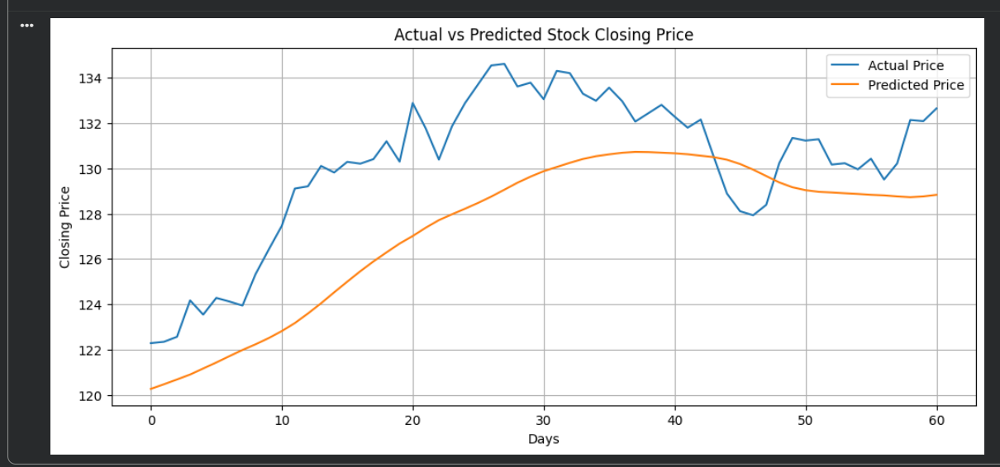 •••
Actual vs Predicted Stock Closing Price
Actual Price
Predicted Price
134
132
130
128
126
124
122
120
Closing Price
0 10 20 30 40 50 60
Days